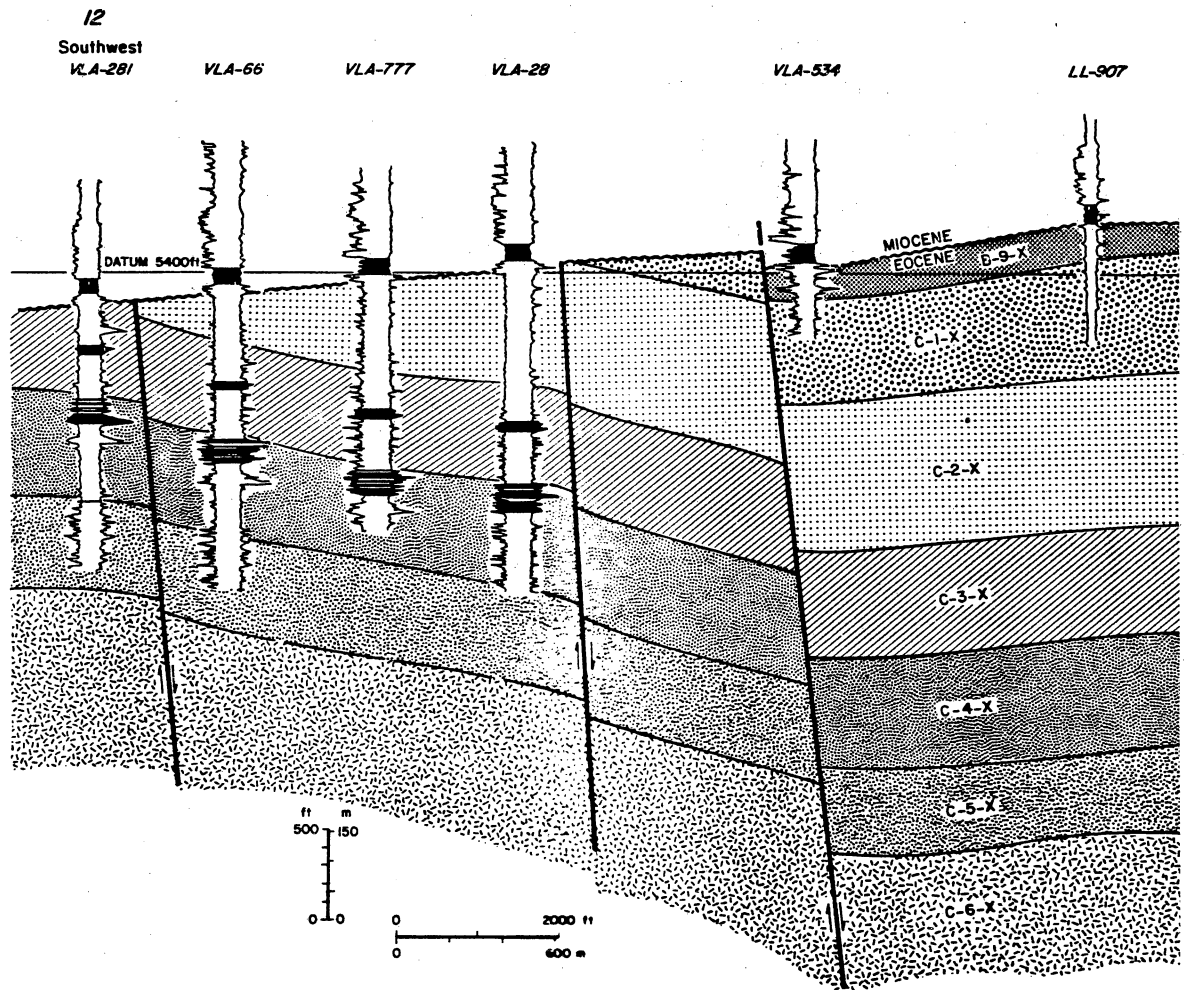 12
Southwest
VLA-281 VLA-66 VLA-777 VLA-28 VLA-534 LL-907
DATUM 5400ft
MIOCENE
EOCENE
B-9-X
C-1-X
C-2-X
C-3-X
C-4-X
C-5-X
C-6-X
ft m
500 150
0 0
0 2000 ft
0 600 m